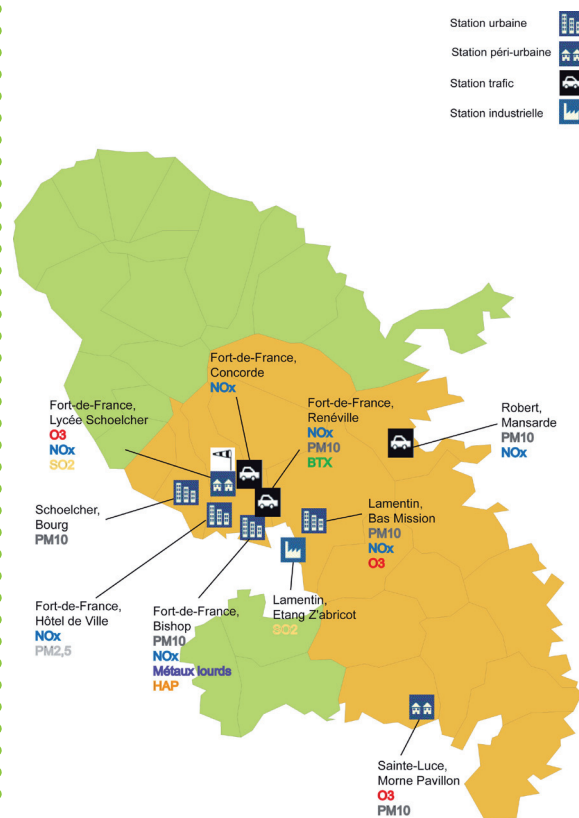 Station urbaine
Station péri-urbaine
Station trafic
Station industrielle
Fort-de-France,
Concorde
NOx
Fort-de-France,
Lycée Schoelcher
O3
NOx
SO2
Fort-de-France,
Renéville
NOx
PM10
BTX
Robert,
Mansarde
PM10
NOx
Schoelcher,
Bourg
PM10
Lamentin,
Bas Mission
PM10
NOx
O3
Fort-de-France,
Hôtel de Ville
NOx
PM2,5
Fort-de-France,
Bishop
PM10
NOx
Métaux lourds
HAP
Lamentin,
Etang Z'abricot
SO2
Sainte-Luce,
Morne Pavillon
O3
PM10